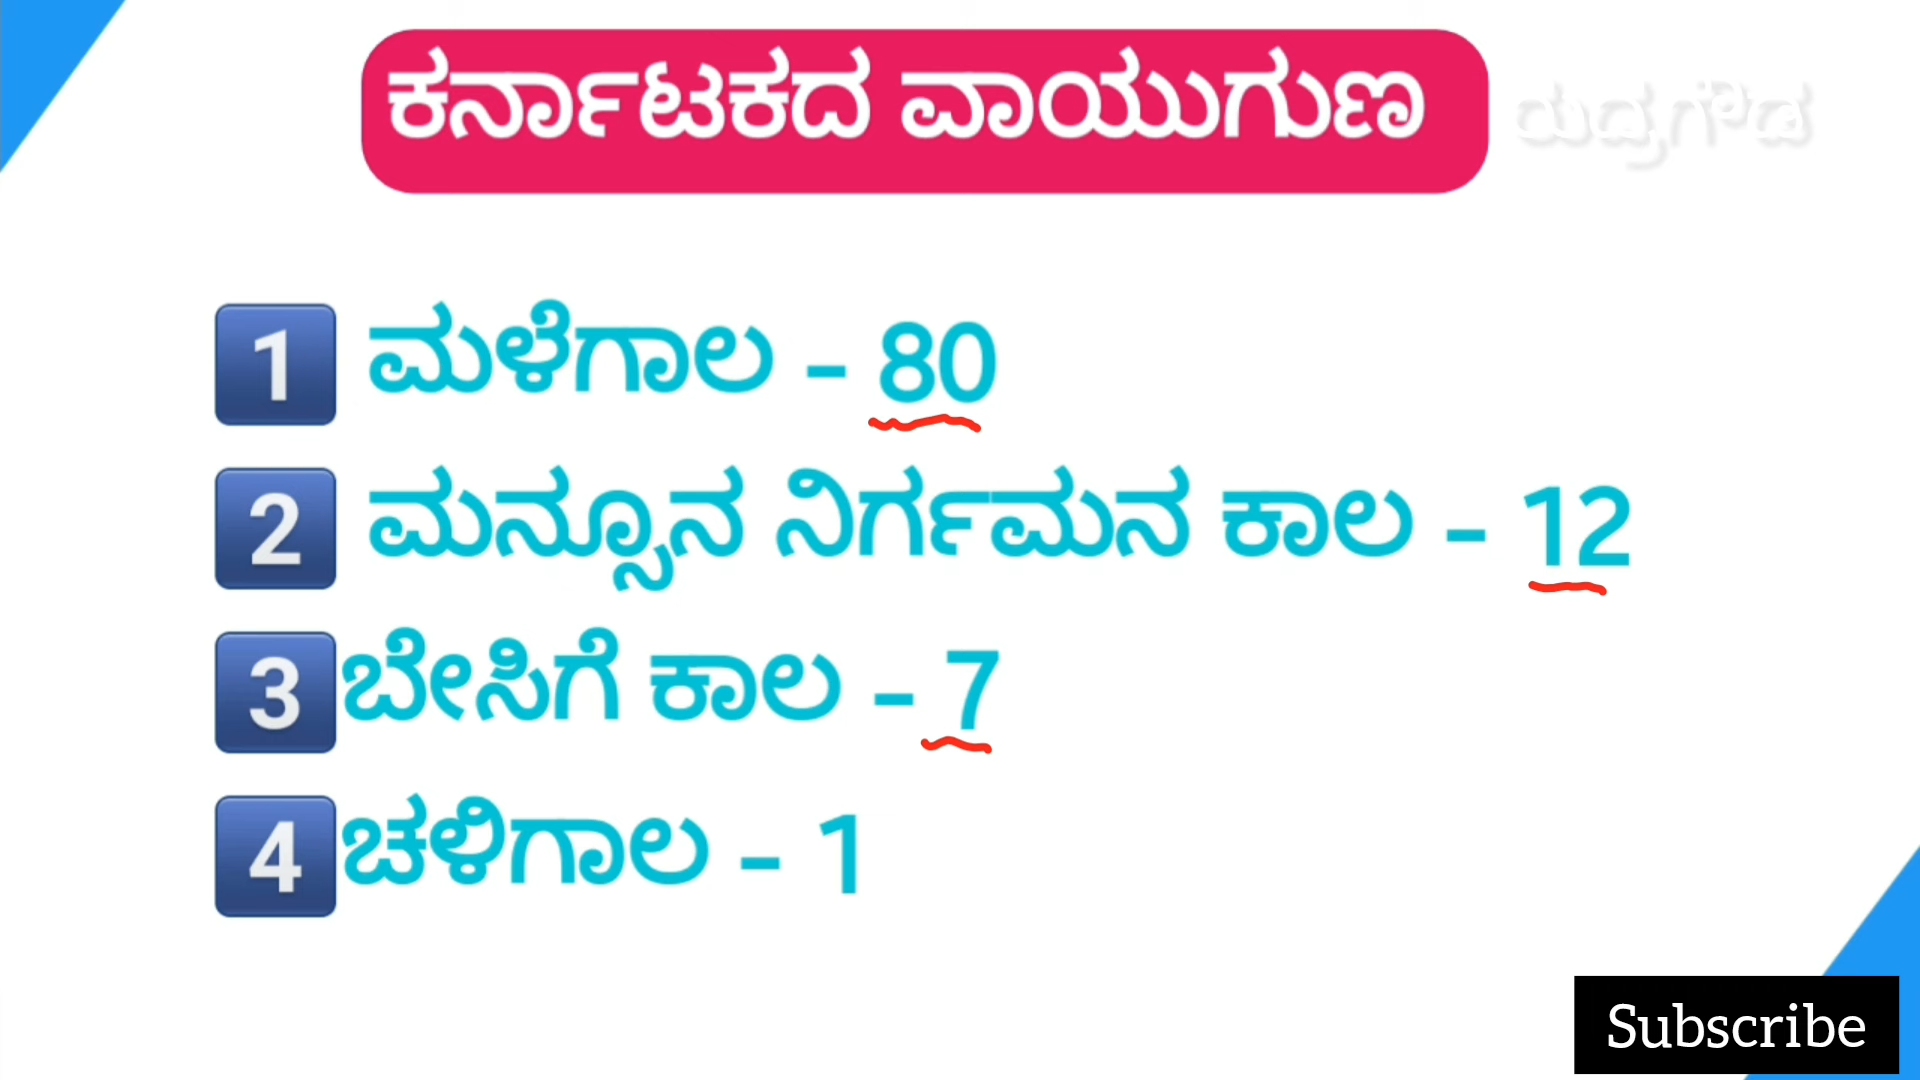 ಕರ್ನಾಟಕದ ವಾಯುಗುಣ
ರುದ್ರಗೌಡ
1 ಮಳೆಗಾಲ - 80
2 ಮನ್ಸೂನ ನಿರ್ಗಮನ ಕಾಲ - 12
3 ಬೇಸಿಗೆ ಕಾಲ - 7
4 ಚಳಿಗಾಲ - 1
Subscribe